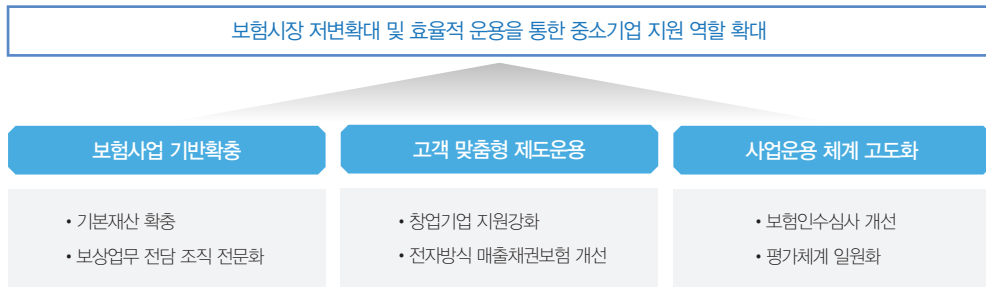 보험시장 저변확대 및 효율적 운용을 통한 중소기업 지원 역할 확대
보험사업 기반확충
• 기본재산 확충
• 보상업무 전담 조직 전문화
고객 맞춤형 제도운용
• 창업기업 지원강화
• 전자방식 매출채권보험 개선
사업운용 체계 고도화
• 보험인수심사 개선
• 평가체계 일원화